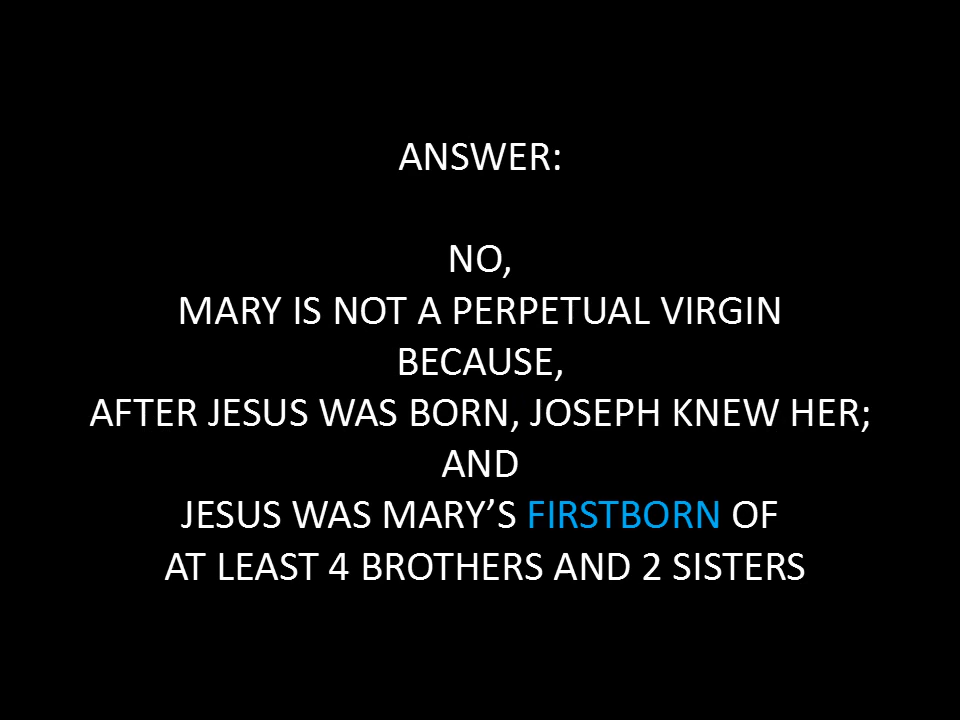 ANSWER:
NO,
MARY IS NOT A PERPETUAL VIRGIN
BECAUSE,
AFTER JESUS WAS BORN, JOSEPH KNEW HER;
AND
JESUS WAS MARY’S FIRSTBORN OF
AT LEAST 4 BROTHERS AND 2 SISTERS